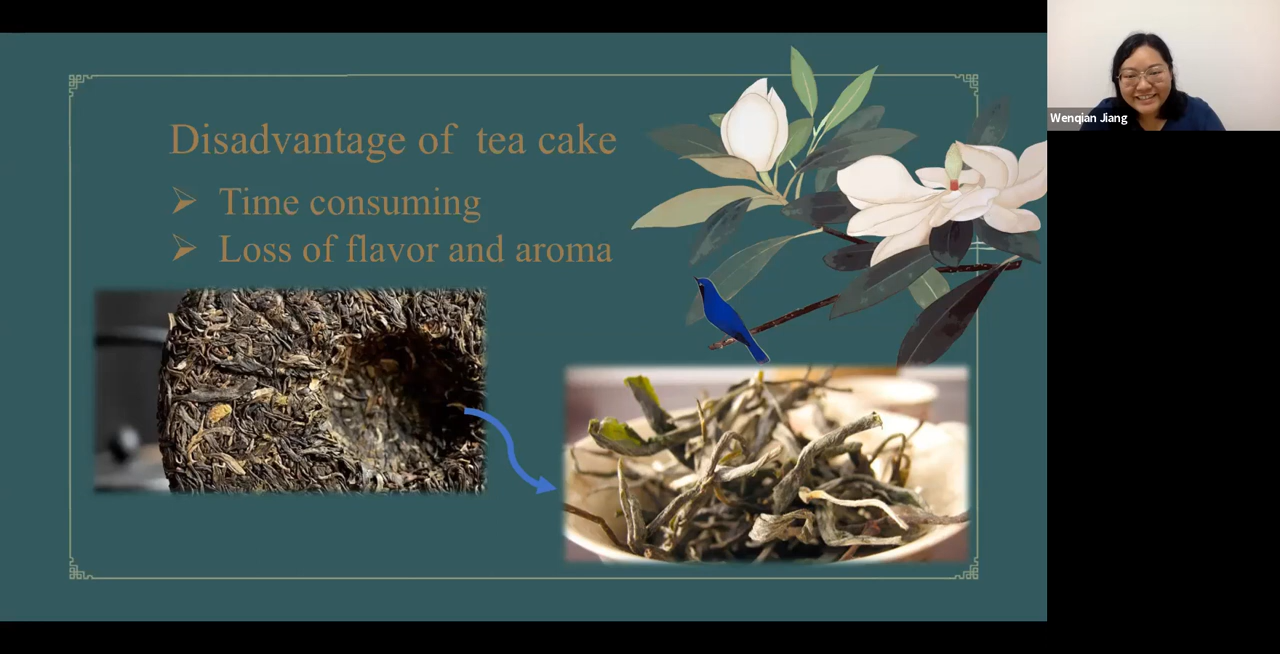 Disadvantage of tea cake
Time consuming
Loss of flavor and aroma
Wenqian Jiang